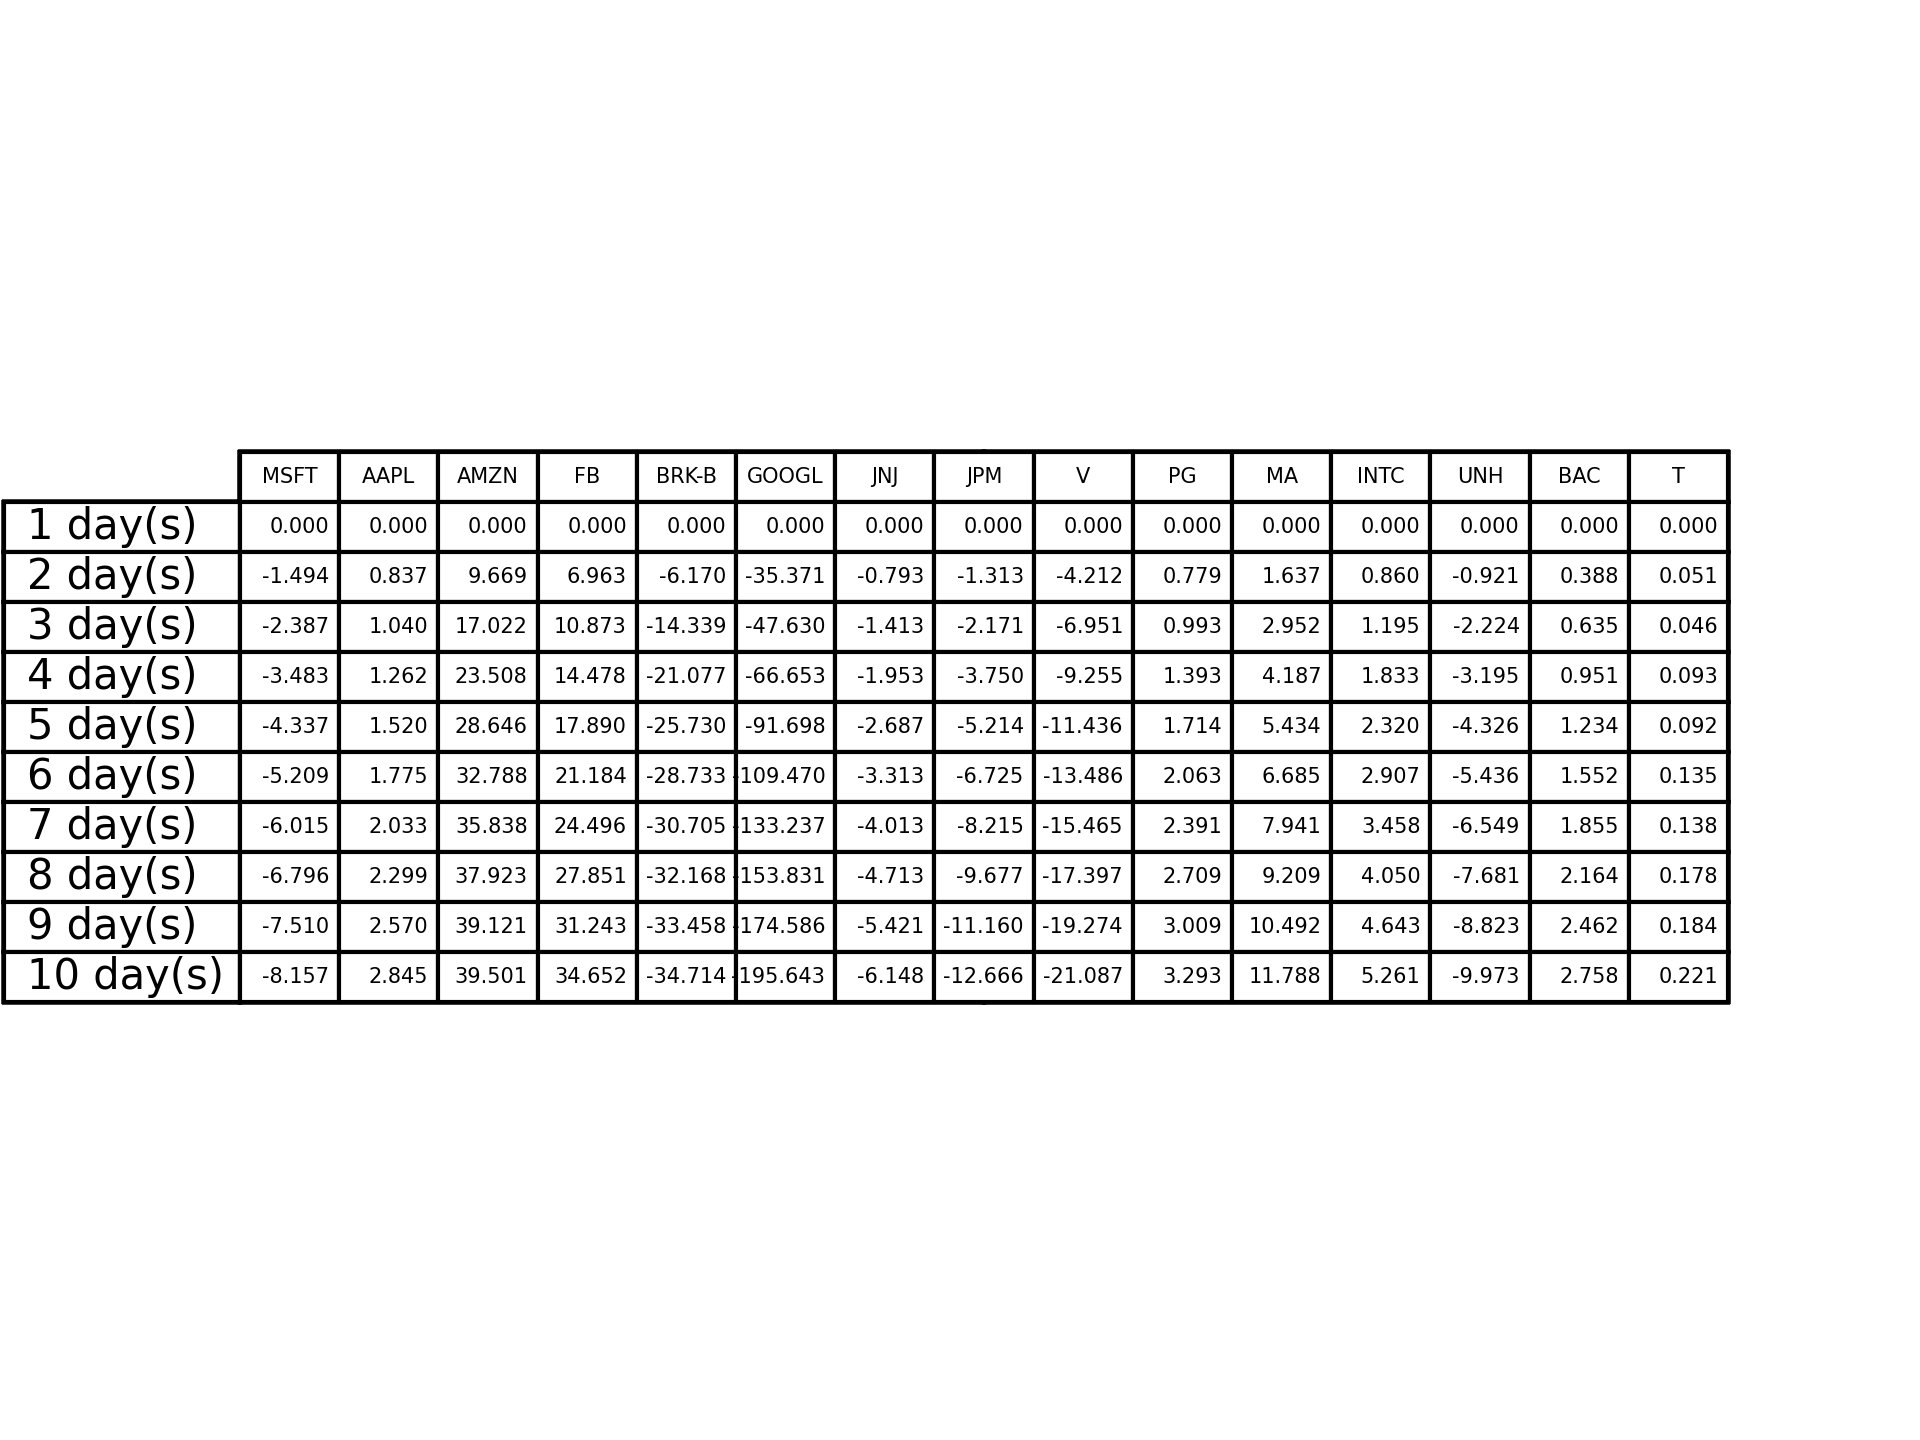 MSFT AAPL AMZN FB BRK-B GOOGL JNJ JPM V PG MA INTC UNH BAC T
1 day(s) 0.000 0.000 0.000 0.000 0.000 0.000 0.000 0.000 0.000 0.000 0.000 0.000 0.000 0.000 0.000
2 day(s) -1.494 0.837 9.669 6.963 -6.170 -35.371 -0.793 -1.313 -4.212 0.779 1.637 0.860 -0.921 0.388 0.051
3 day(s) -2.387 1.040 17.022 10.873 -14.339 -47.630 -1.413 -2.171 -6.951 0.993 2.952 1.195 -2.224 0.635 0.046
4 day(s) -3.483 1.262 23.508 14.478 -21.077 -66.653 -1.953 -3.750 -9.255 1.393 4.187 1.833 -3.195 0.951 0.093
5 day(s) -4.337 1.520 28.646 17.890 -25.730 -91.698 -2.687 -5.214 -11.436 1.714 5.434 2.320 -4.326 1.234 0.092
6 day(s) -5.209 1.775 32.788 21.184 -28.733 -109.470 -3.313 -6.725 -13.486 2.063 6.685 2.907 -5.436 1.552 0.135
7 day(s) -6.015 2.033 35.838 24.496 -30.705 -133.237 -4.013 -8.215 -15.465 2.391 7.941 3.458 -6.549 1.855 0.138
8 day(s) -6.796 2.299 37.923 27.851 -32.168 -153.831 -4.713 -9.677 -17.397 2.709 9.209 4.050 -7.681 2.164 0.178
9 day(s) -7.510 2.570 39.121 31.243 -33.458 -174.586 -5.421 -11.160 -19.274 3.009 10.492 4.643 -8.823 2.462 0.184
10 day(s) -8.157 2.845 39.501 34.652 -34.714 -195.643 -6.148 -12.666 -21.087 3.293 11.788 5.261 -9.973 2.758 0.221